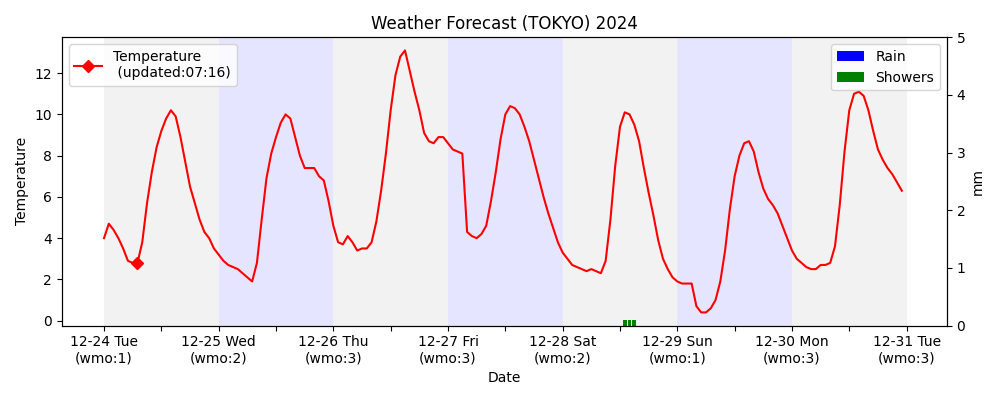 Weather Forecast (TOKYO) 2024
Temperature
(updated:07:16)
Rain
Showers
Temperature
12
10
8
6
4
2
0
5
4
3
2
1
0
mm
12-24 Tue
(wmo:1)
12-25 Wed
(wmo:2)
12-26 Thu
(wmo:3)
12-27 Fri
(wmo:3)
12-28 Sat
(wmo:2)
12-29 Sun
(wmo:1)
12-30 Mon
(wmo:3)
12-31 Tue
(wmo:3)
Date